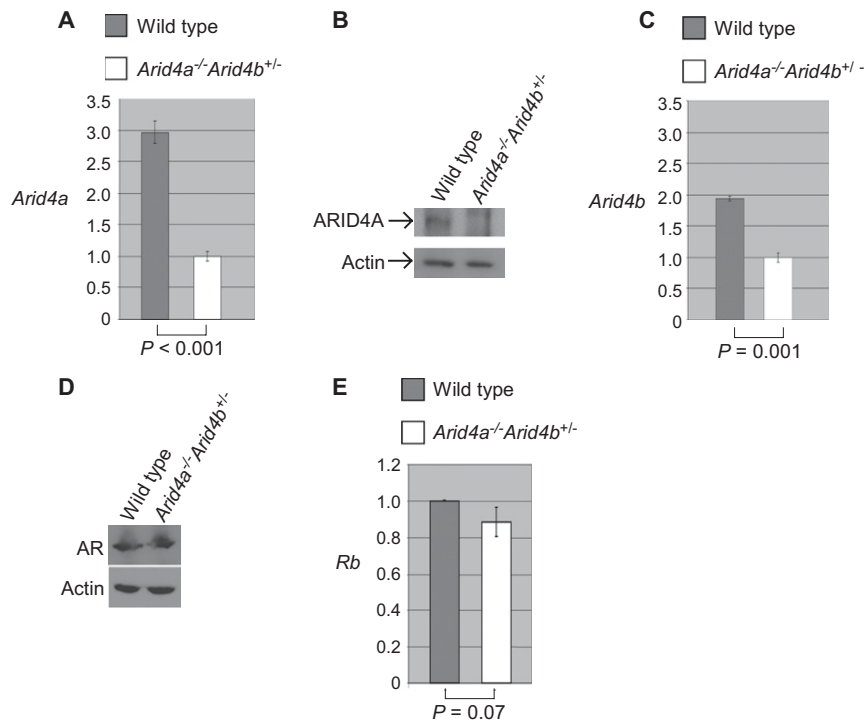 A
Wild type
Arid4a-/-Arid4b+/-
3.5
3.0
2.5
2.0
1.5
1.0
0.5
0
Arid4a
P < 0.001
B
Wild type
Arid4a-/-Arid4b+/-
ARID4A
Actin
C
Wild type
Arid4a-/-Arid4b+/ -
3.5
3.0
2.5
2.0
1.5
1.0
0.5
0
Arid4b
P = 0.001
D
Wild type
Arid4a-/-Arid4b+/-
AR
Actin
E
Wild type
Arid4a-/-Arid4b+/-
1.2
1.0
0.8
0.6
0.4
0.2
0
Rb
P = 0.07